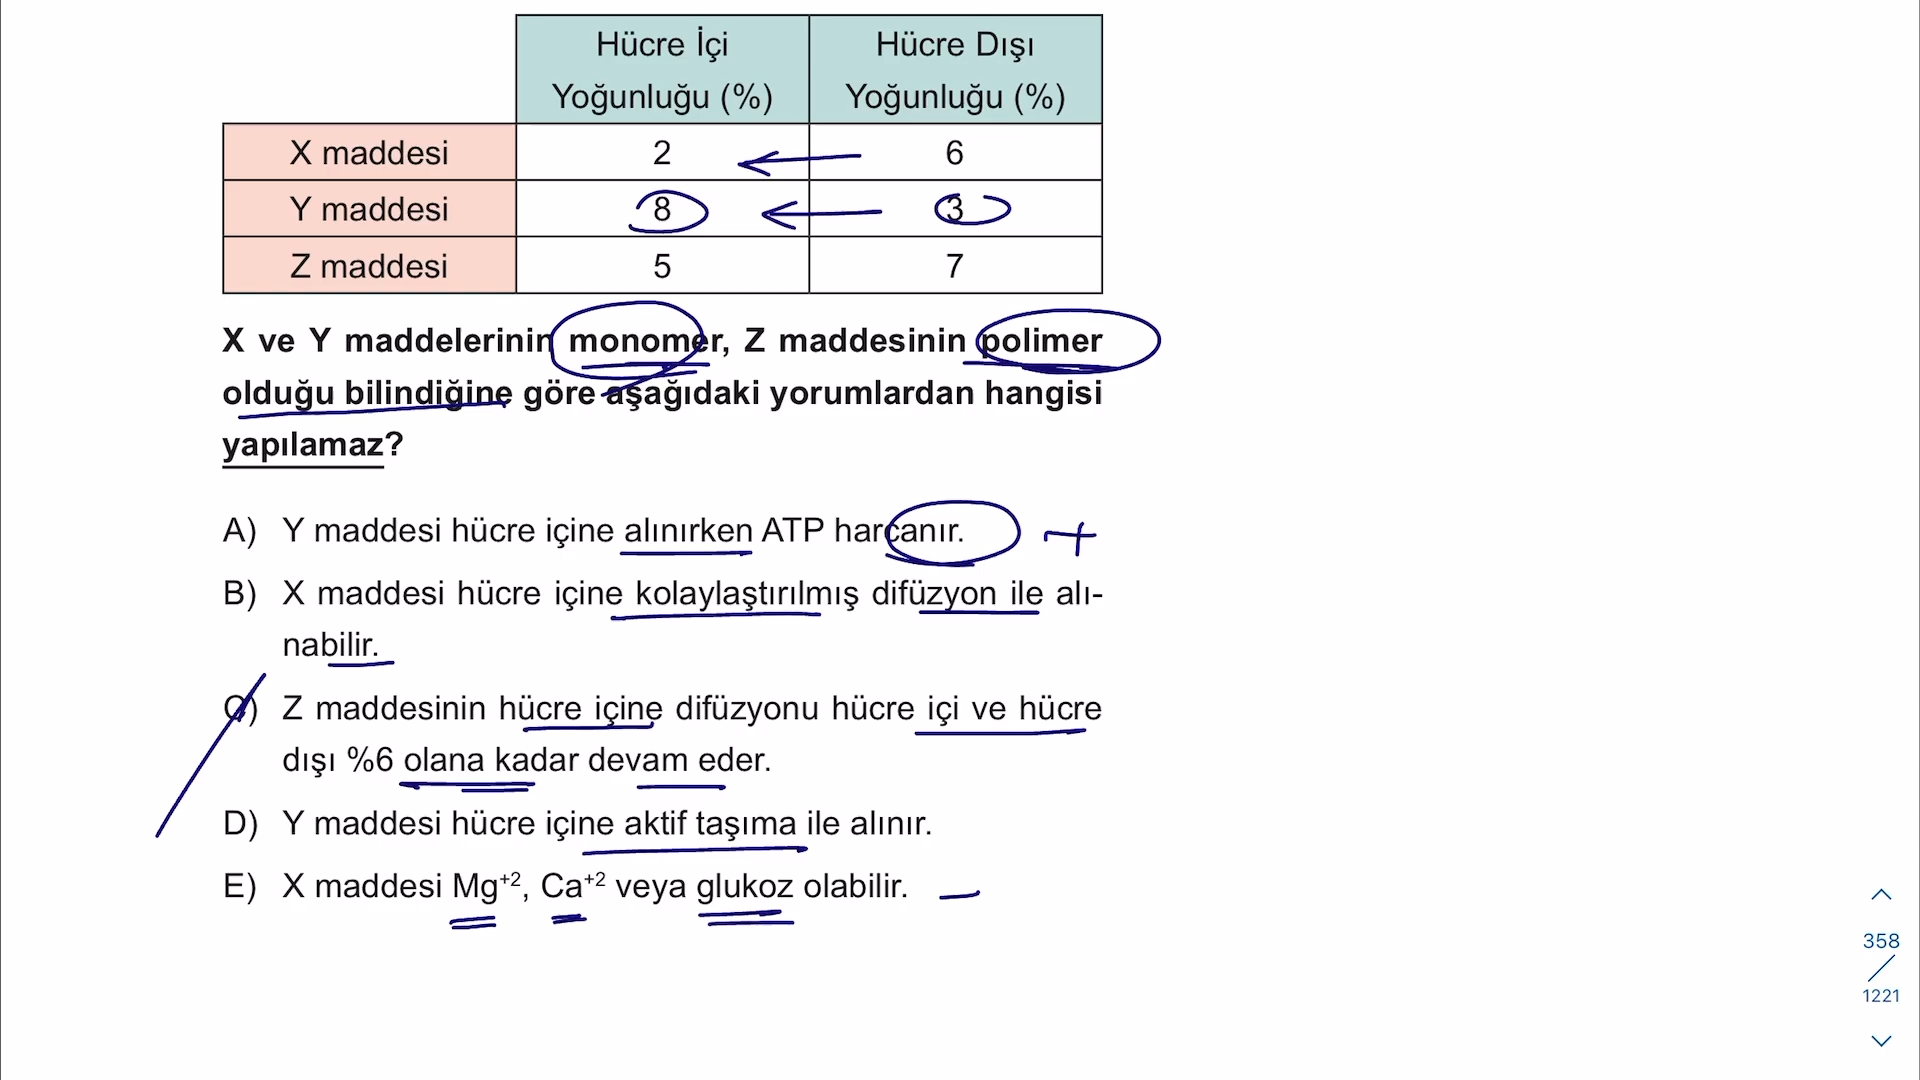 Hücre İçi Yoğunluğu (%) Hücre Dışı Yoğunluğu (%)
X maddesi 2 6
Y maddesi 8 3
Z maddesi 5 7
X ve Y maddelerinin monomer, Z maddesinin polimer
olduğu bilindiğine göre aşağıdaki yorumlardan hangisi
yapılamaz?
A) Y maddesi hücre içine alınırken ATP harcanır.
B) X maddesi hücre içine kolaylaştırılmış difüzyon ile alı-
nabilir.
C) Z maddesinin hücre içine difüzyonu hücre içi ve hücre
dışı %6 olana kadar devam eder.
D) Y maddesi hücre içine aktif taşıma ile alınır.
E) X maddesi Mg⁺², Ca⁺² veya glukoz olabilir.
358
1221